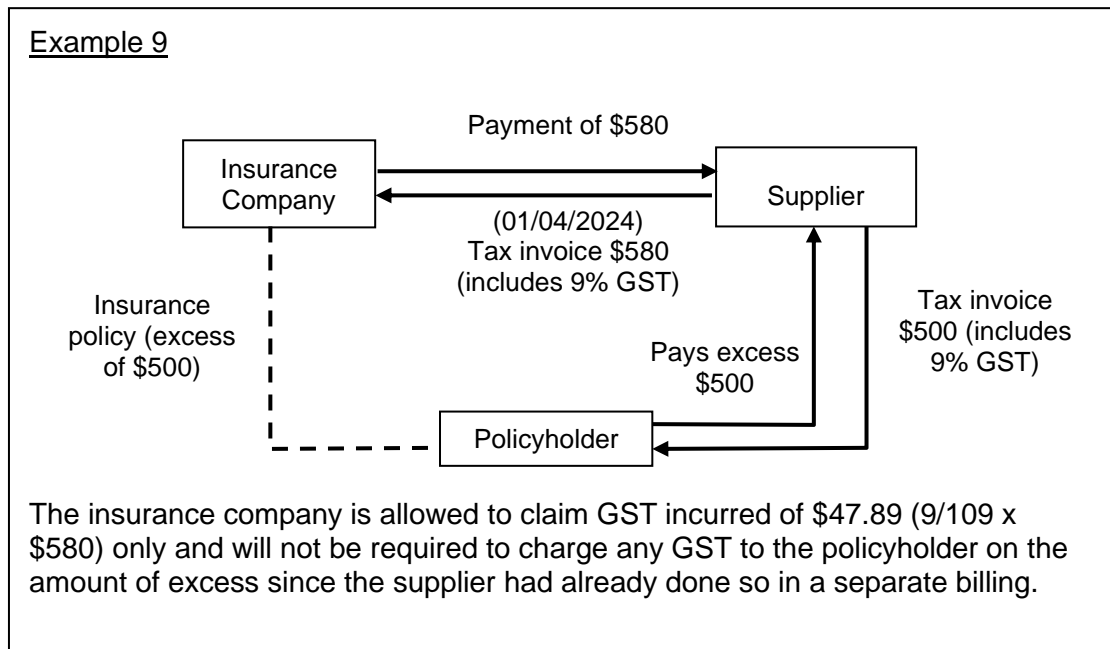 Example 9
Payment of $580
Insurance
Company
Supplier
(01/04/2024)
Tax invoice $580
(includes 9% GST)
Insurance
policy (excess
of $500)
Pays excess
$500
Tax invoice
$500 (includes
9% GST)
Policyholder
The insurance company is allowed to claim GST incurred of $47.89 (9/109 x
$580) only and will not be required to charge any GST to the policyholder on the
amount of excess since the supplier had already done so in a separate billing.